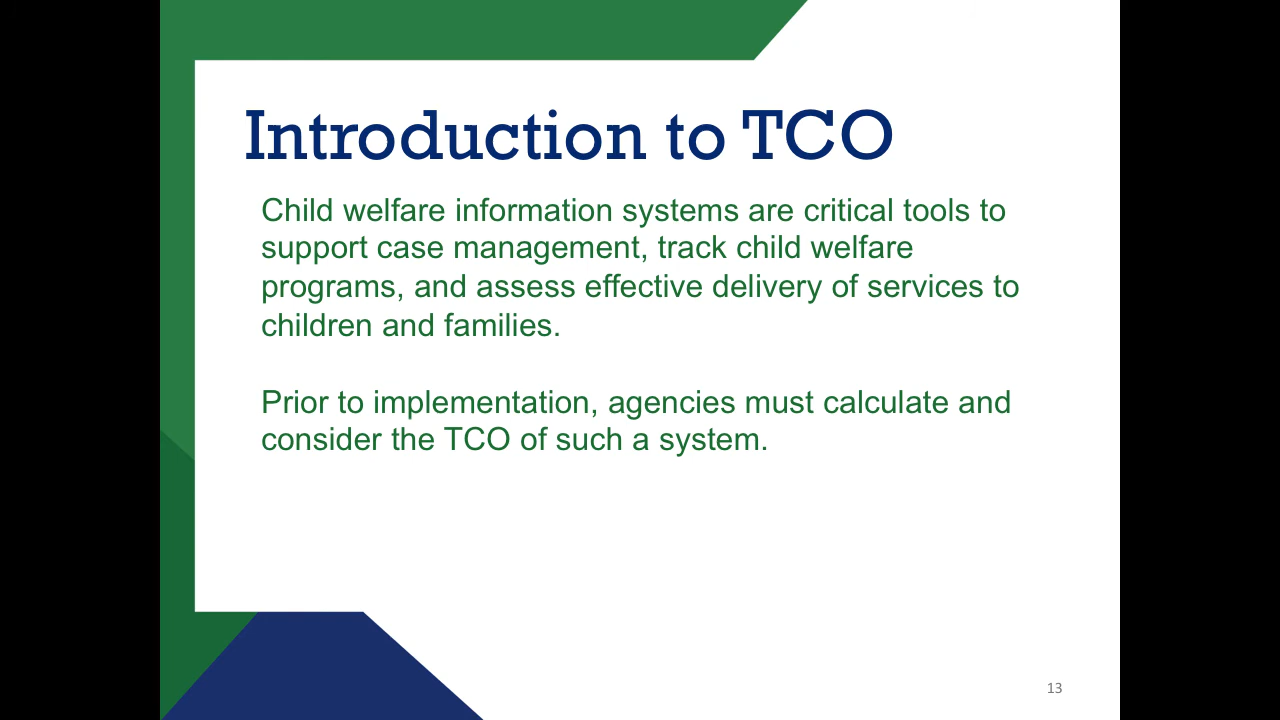 Introduction to TCO
Child welfare information systems are critical tools to
support case management, track child welfare
programs, and assess effective delivery of services to
children and families.
Prior to implementation, agencies must calculate and
consider the TCO of such a system.
13